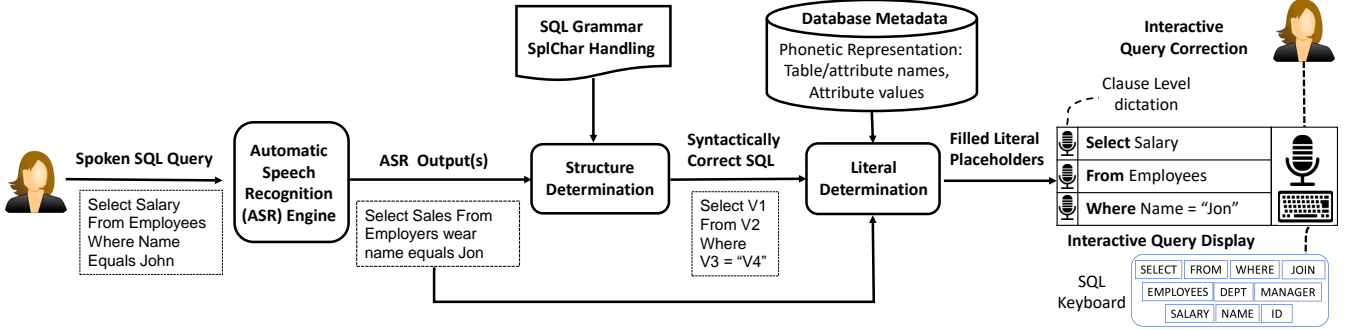 Spoken SQL Query
Select Salary
From Employees
Where Name
Equals John
Automatic
Speech
Recognition
(ASR) Engine
ASR Output(s)
Select Sales From
Employers wear
name equals Jon
SQL Grammar
SplChar Handling
Structure
Determination
Syntactically
Correct SQL
Select V1
From V2
Where
V3 = “V4”
Database Metadata
Phonetic Representation:
Table/attribute names,
Attribute values
Literal
Determination
Filled Literal
Placeholders
Interactive
Query Correction
Clause Level
dictation
Select Salary
From Employees
Where Name = “Jon”
Interactive Query Display
SQL
Keyboard
SELECT FROM WHERE JOIN
EMPLOYEES DEPT MANAGER
SALARY NAME ID